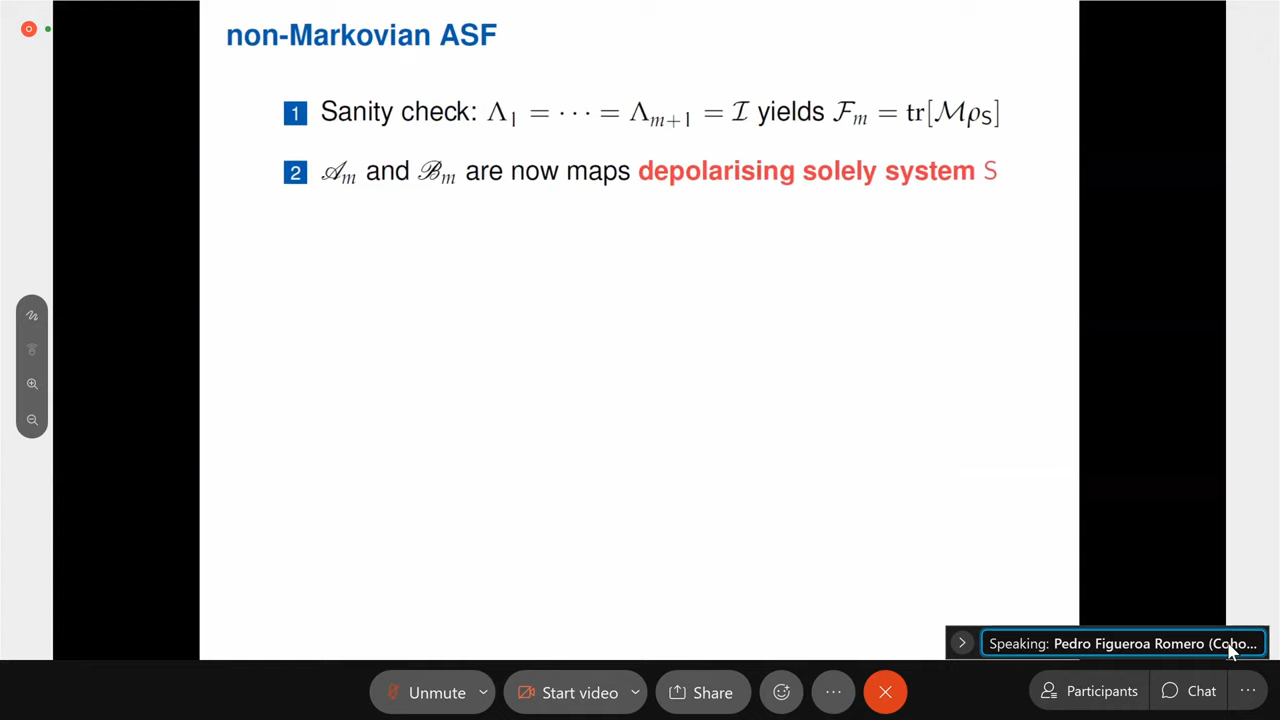 non-Markovian ASF
1 Sanity check: Λ₁ = ⋯ = Λₘ₊₁ = ℐ yields ℱₘ = tr[ℳρ_S]
2 𝒜ₘ and ℬₘ are now maps depolarising solely system S
Speaking: Pedro Figueroa Romero (Coho...
Unmute
Start video
Share
Participants
Chat